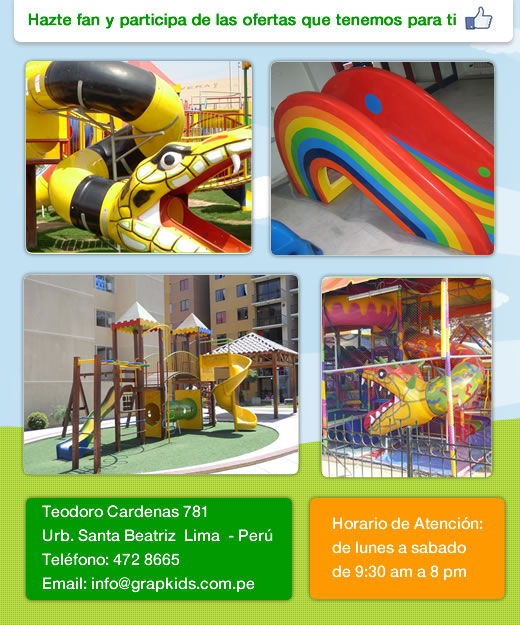 Hazte fan y participa de las ofertas que tenemos para ti
Teodoro Cardenas 781
Urb. Santa Beatriz Lima - Perú
Teléfono: 472 8665
Email: info@grapkids.com.pe
Horario de Atención:
de lunes a sabado
de 9:30 am a 8 pm